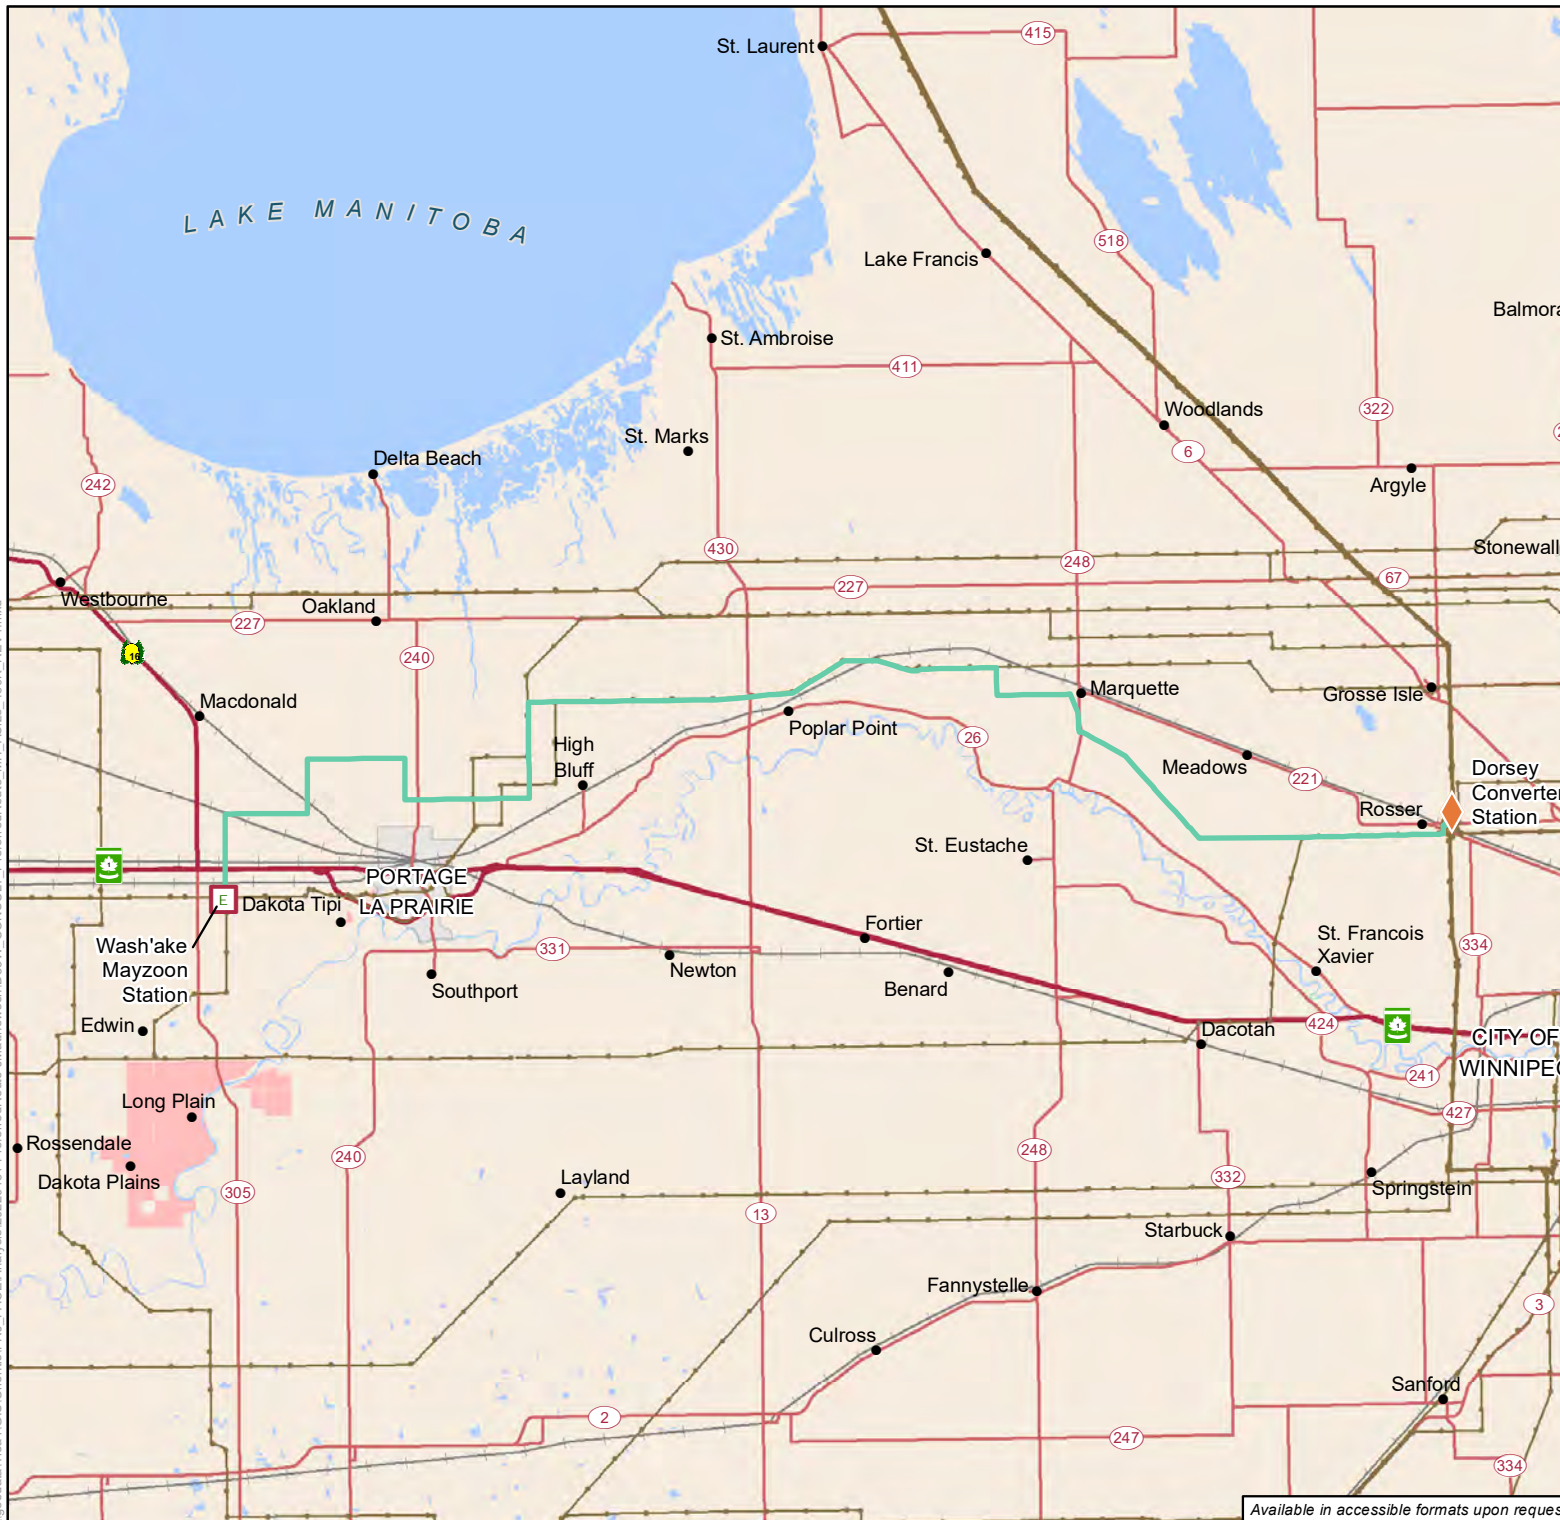 St. Laurent
415
LAKE MANITOBA
518
Lake Francis
Balmora
St. Ambroise
411
Woodlands
322
St. Marks
6
Delta Beach
Argyle
242
430
248
Stonewall
67
227
Westbourne
Oakland
227
16
240
Marquette
Grosse Isle
Macdonald
Poplar Point
26
High
Bluff
Meadows
221
Dorsey
Converter
Station
Rosser
St. Eustache
1
PORTAGE
LA PRAIRIE
E
Dakota Tipi
Wash'ake
Mayzoon
Station
Fortier
St. Francois
Xavier
331
334
Newton
Benard
Southport
Edwin
424
1
Dacotah
CITY OF
WINNIPEG
241
Long Plain
427
Rossendale
240
248
Dakota Plains
305
Layland
332
Springstein
13
Starbuck
Fannystelle
3
Culross
Sanford
2
247
334
Available in accessible formats upon reques